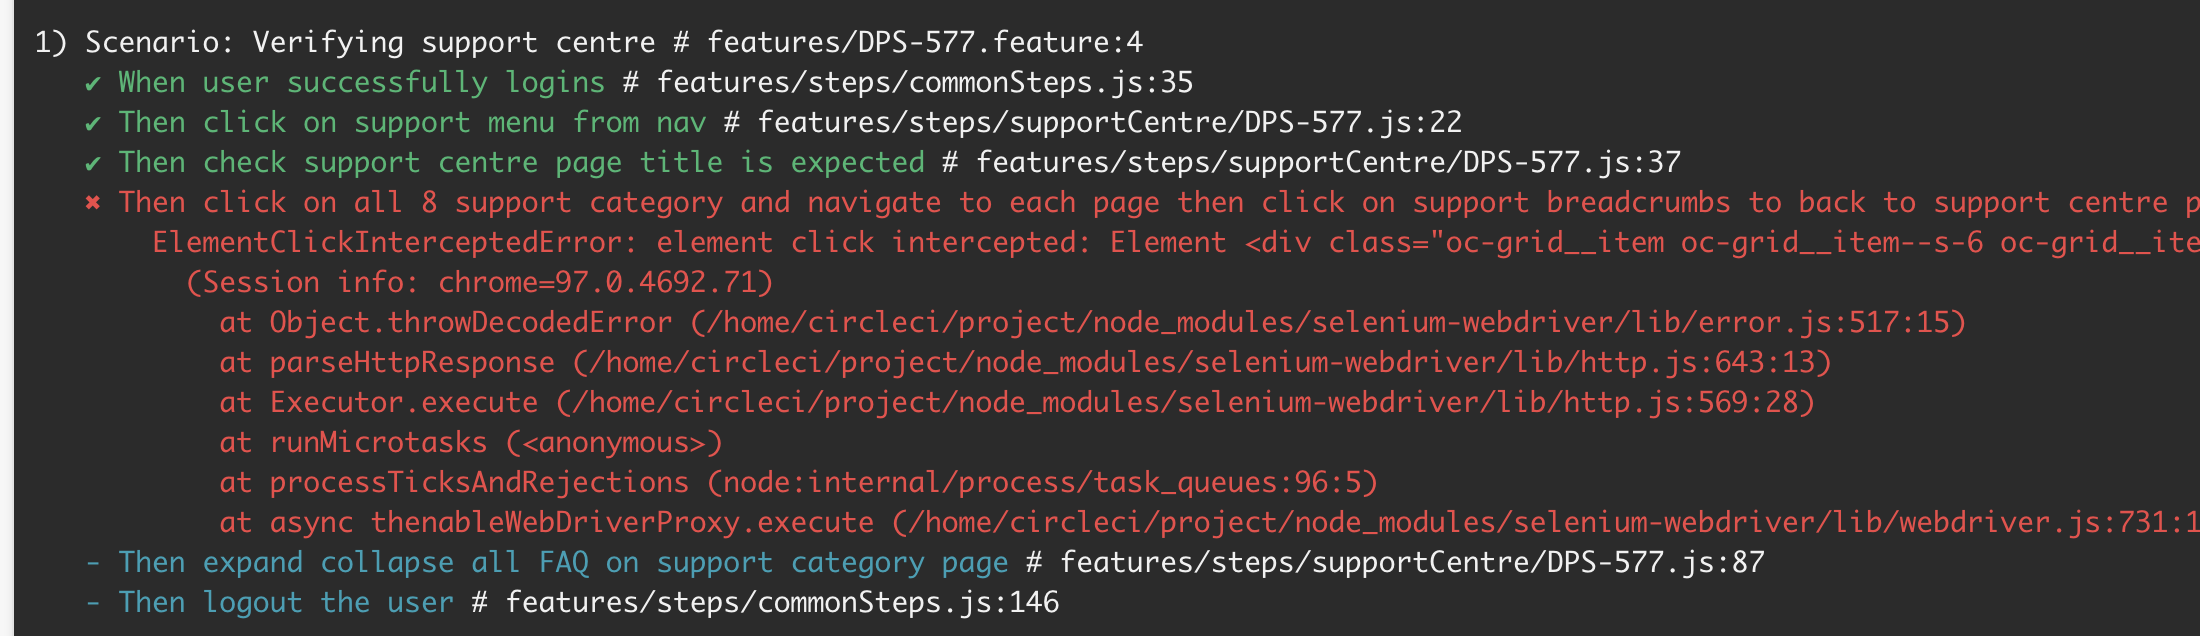 1) Scenario: Verifying support centre # features/DPS-577.feature:4
✔ When user successfully logins # features/steps/commonSteps.js:35
✔ Then click on support menu from nav # features/steps/supportCentre/DPS-577.js:22
✔ Then check support centre page title is expected # features/steps/supportCentre/DPS-577.js:37
✖ Then click on all 8 support category and navigate to each page then click on support breadcrumbs to back to support centre
ElementClickInterceptedError: element click intercepted: Element <div class="oc-grid__item oc-grid__item--s-6 oc-grid__ite
(Session info: chrome=97.0.4692.71)
at Object.throwDecodedError (/home/circleci/project/node_modules/selenium-webdriver/lib/error.js:517:15)
at parseHttpResponse (/home/circleci/project/node_modules/selenium-webdriver/lib/http.js:643:13)
at Executor.execute (/home/circleci/project/node_modules/selenium-webdriver/lib/http.js:569:28)
at runMicrotasks (<anonymous>)
at processTicksAndRejections (node:internal/process/task_queues:96:5)
at async thenableWebDriverProxy.execute (/home/circleci/project/node_modules/selenium-webdriver/lib/webdriver.js:731:1
- Then expand collapse all FAQ on support category page # features/steps/supportCentre/DPS-577.js:87
- Then logout the user # features/steps/commonSteps.js:146